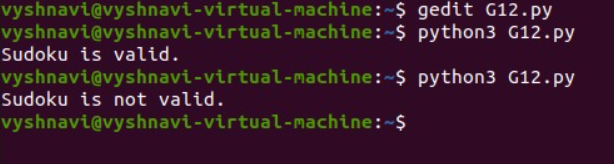 vyshnavi@vyshnavi-virtual-machine:~$ gedit G12.py
vyshnavi@vyshnavi-virtual-machine:~$ python3 G12.py
Sudoku is valid.
vyshnavi@vyshnavi-virtual-machine:~$ python3 G12.py
Sudoku is not valid.
vyshnavi@vyshnavi-virtual-machine:~$